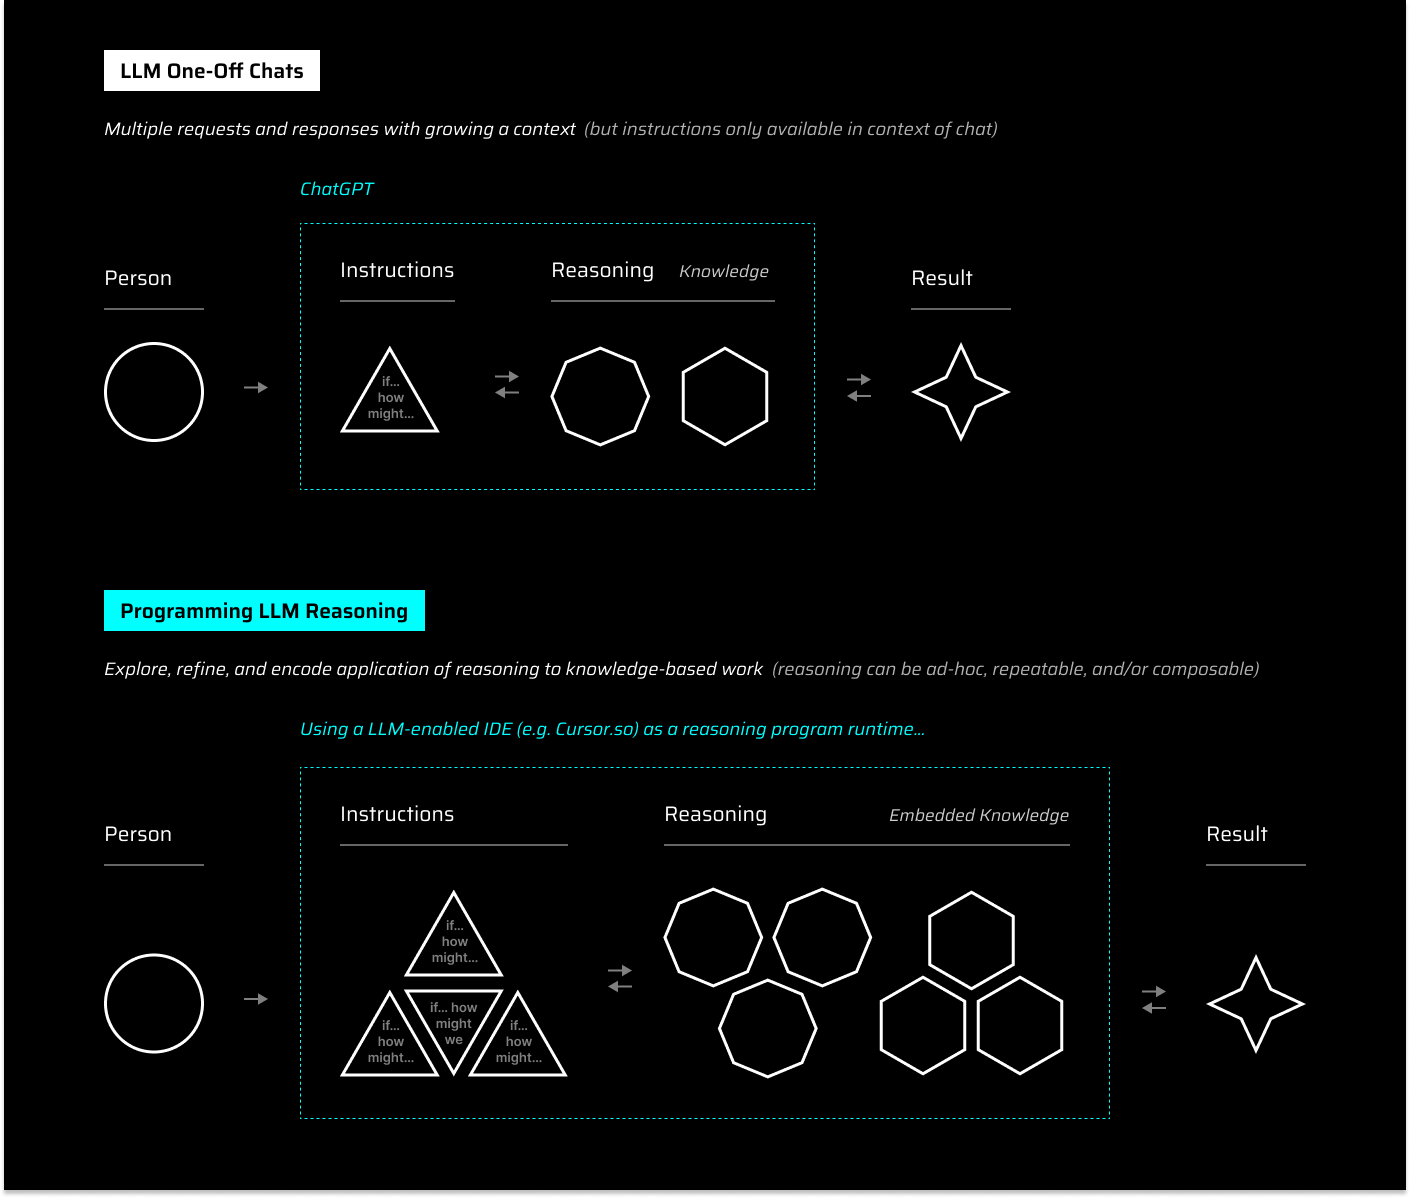 LLM One-Off Chats
Multiple requests and responses with growing a context (but instructions only available in context of chat)
ChatGPT
Person
Instructions
Reasoning Knowledge
Result
if...
how
might...
Programming LLM Reasoning
Explore, refine, and encode application of reasoning to knowledge-based work (reasoning can be ad-hoc, repeatable, and/or composable)
Using a LLM-enabled IDE (e.g. Cursor.so) as a reasoning program runtime...
Person
Instructions
Reasoning Embedded Knowledge
Result
if...
how
might...
if...
how
might...
if... how
might
we
if...
how
might...